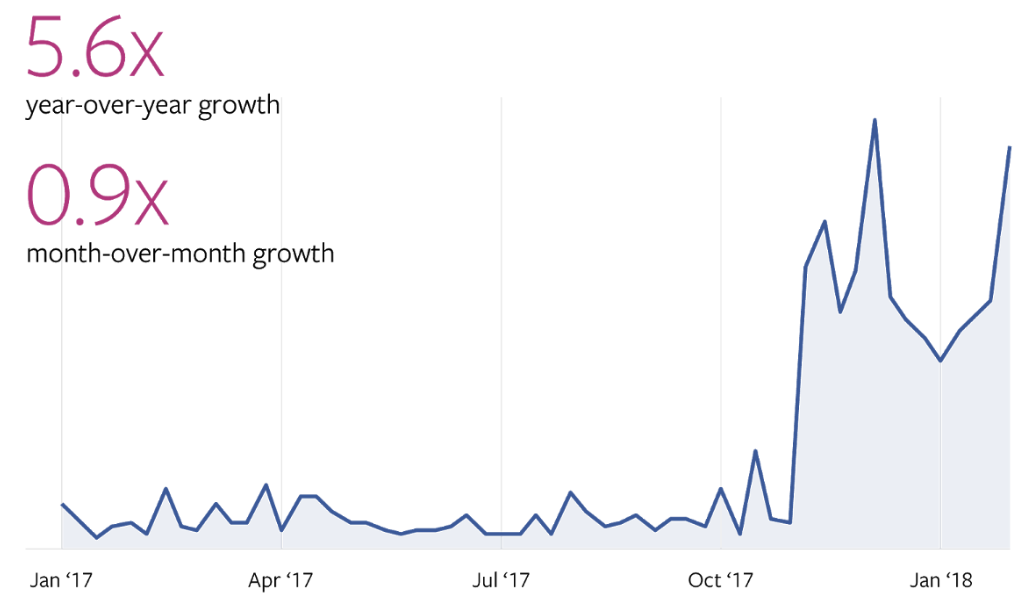 5.6x
year-over-year growth
0.9x
month-over-month growth
Jan ‘17 Apr ‘17 Jul ‘17 Oct ‘17 Jan ‘18